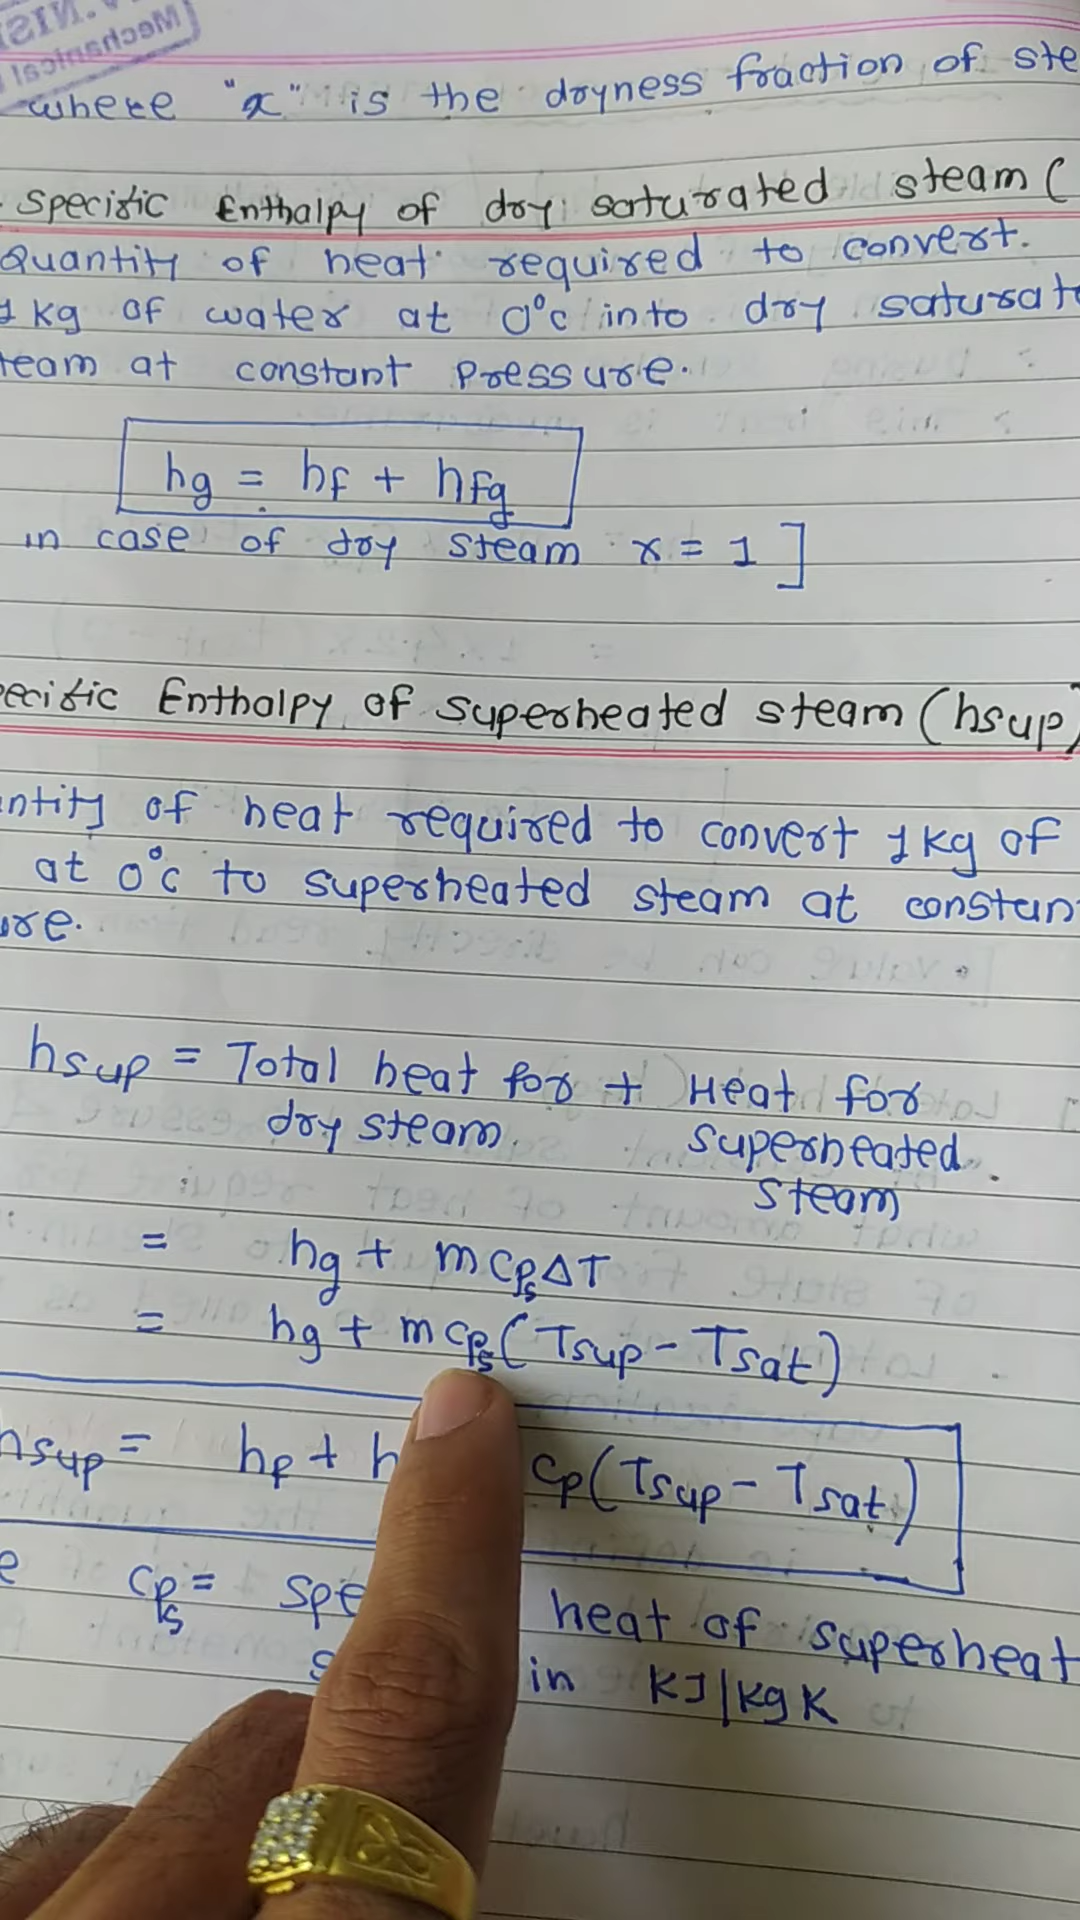 where "x" is the dryness fraction of ste
Specific Enthalpy of dry saturated steam (
Quantity of heat required to convert.
1 kg of water at 0°c into dry saturat
team at constant pressure.
hg = hf + hfg
in case of dry steam x = 1 ]
ecific Enthalpy of superheated steam (hsup)
ntity of heat required to convert 1 kg of
at 0°c to superheated steam at constan
ure.
hsup = Total heat for + Heat for
dry steam. superheated
steam
= hg + m cps ΔT
= hg + m cps (Tsup - Tsat)
hsup = hf + h cp (Tsup - Tsat)
e cps = spe heat of superheat
s in KJ/kg K